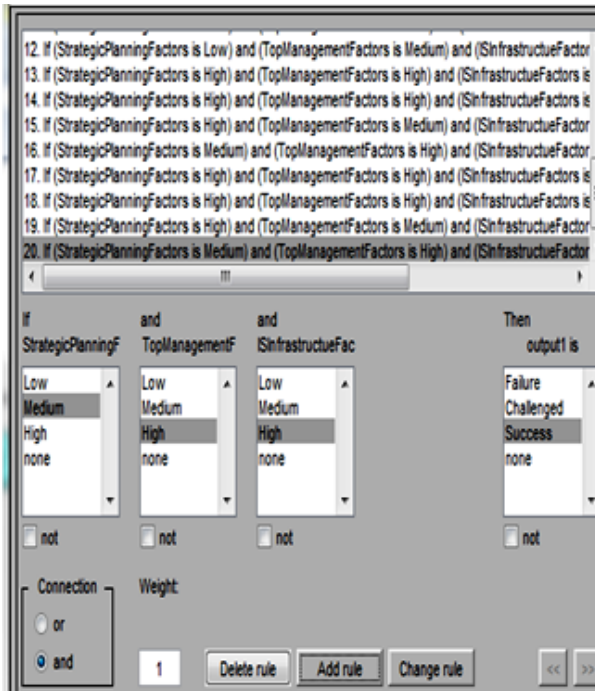 12. If (StrategicPlanningFactors is Low) and (TopManagementFactors is Medium) and (ISInfrastructueFactor
13. If (StrategicPlanningFactors is High) and (TopManagementFactors is High) and (ISInfrastructueFactors is
14. If (StrategicPlanningFactors is High) and (TopManagementFactors is High) and (ISInfrastructueFactors is
15. If (StrategicPlanningFactors is High) and (TopManagementFactors is Medium) and (ISInfrastructueFactor
16. If (StrategicPlanningFactors is Medium) and (TopManagementFactors is High) and (ISInfrastructueFactor
17. If (StrategicPlanningFactors is High) and (TopManagementFactors is High) and (ISInfrastructueFactors is
18. If (StrategicPlanningFactors is High) and (TopManagementFactors is High) and (ISInfrastructueFactors is
19. If (StrategicPlanningFactors is High) and (TopManagementFactors is Medium) and (ISInfrastructueFactor
20. If (StrategicPlanningFactors is Medium) and (TopManagementFactors is High) and (ISInfrastructueFactor
If and and Then
StrategicPlanningF TopManagementF ISInfrastructueFac output1 is
Low Low Low Failure
Medium Medium Medium Challenged
High High High Success
none none none none
not not not not
Connection Weight:
or
and 1 Delete rule Add rule Change rule << >>